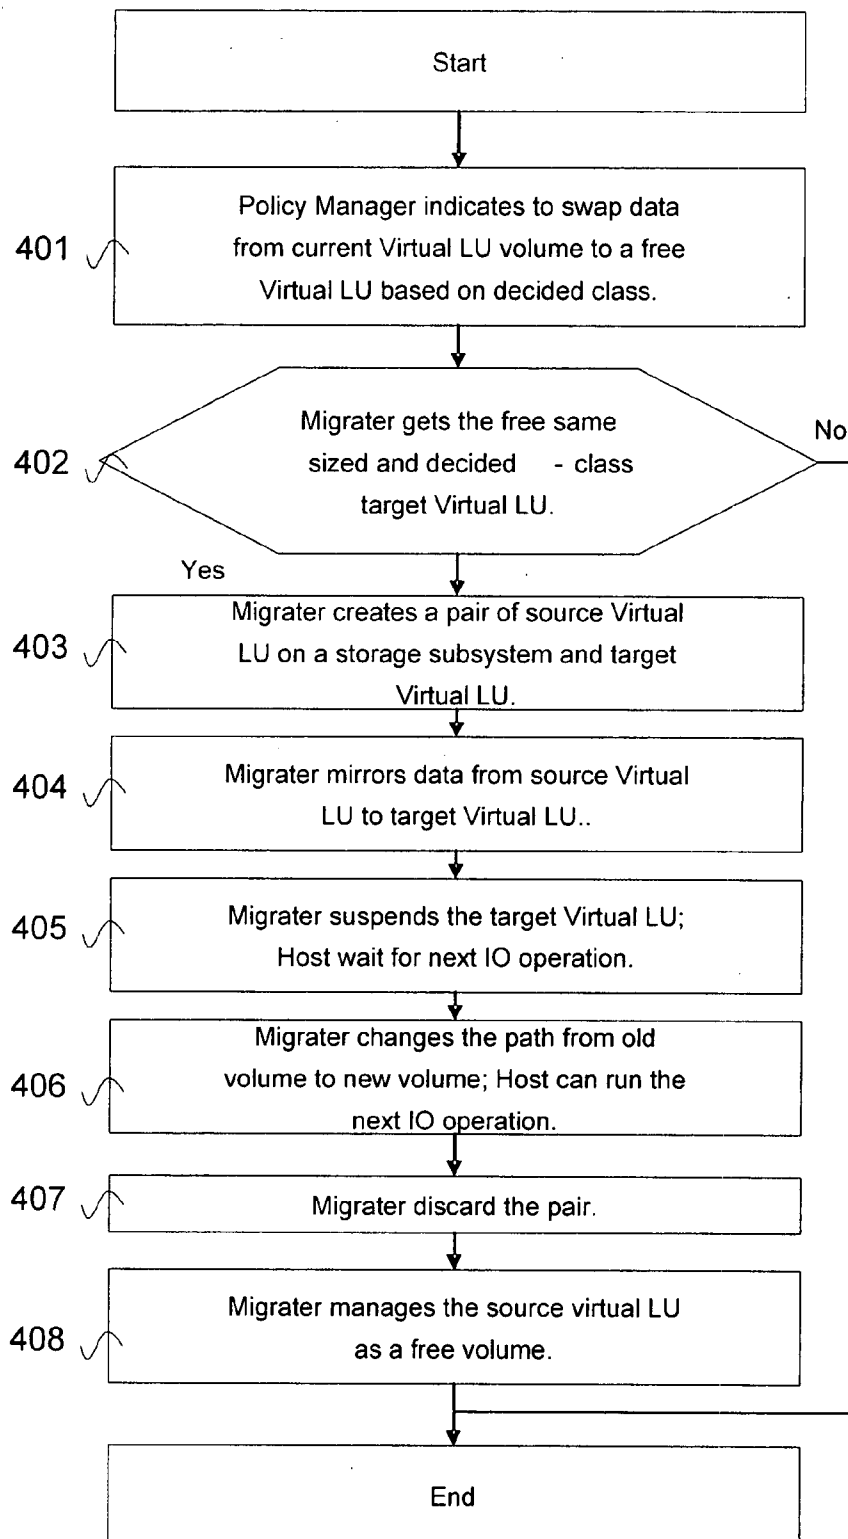 Start
401
Policy Manager indicates to swap data
from current Virtual LU volume to a free
Virtual LU based on decided class.
402
Migrater gets the free same
sized and decided - class
target Virtual LU.
No
Yes
403
Migrater creates a pair of source Virtual
LU on a storage subsystem and target
Virtual LU.
404
Migrater mirrors data from source Virtual
LU to target Virtual LU..
405
Migrater suspends the target Virtual LU;
Host wait for next IO operation.
406
Migrater changes the path from old
volume to new volume; Host can run the
next IO operation.
407
Migrater discard the pair.
408
Migrater manages the source virtual LU
as a free volume.
End